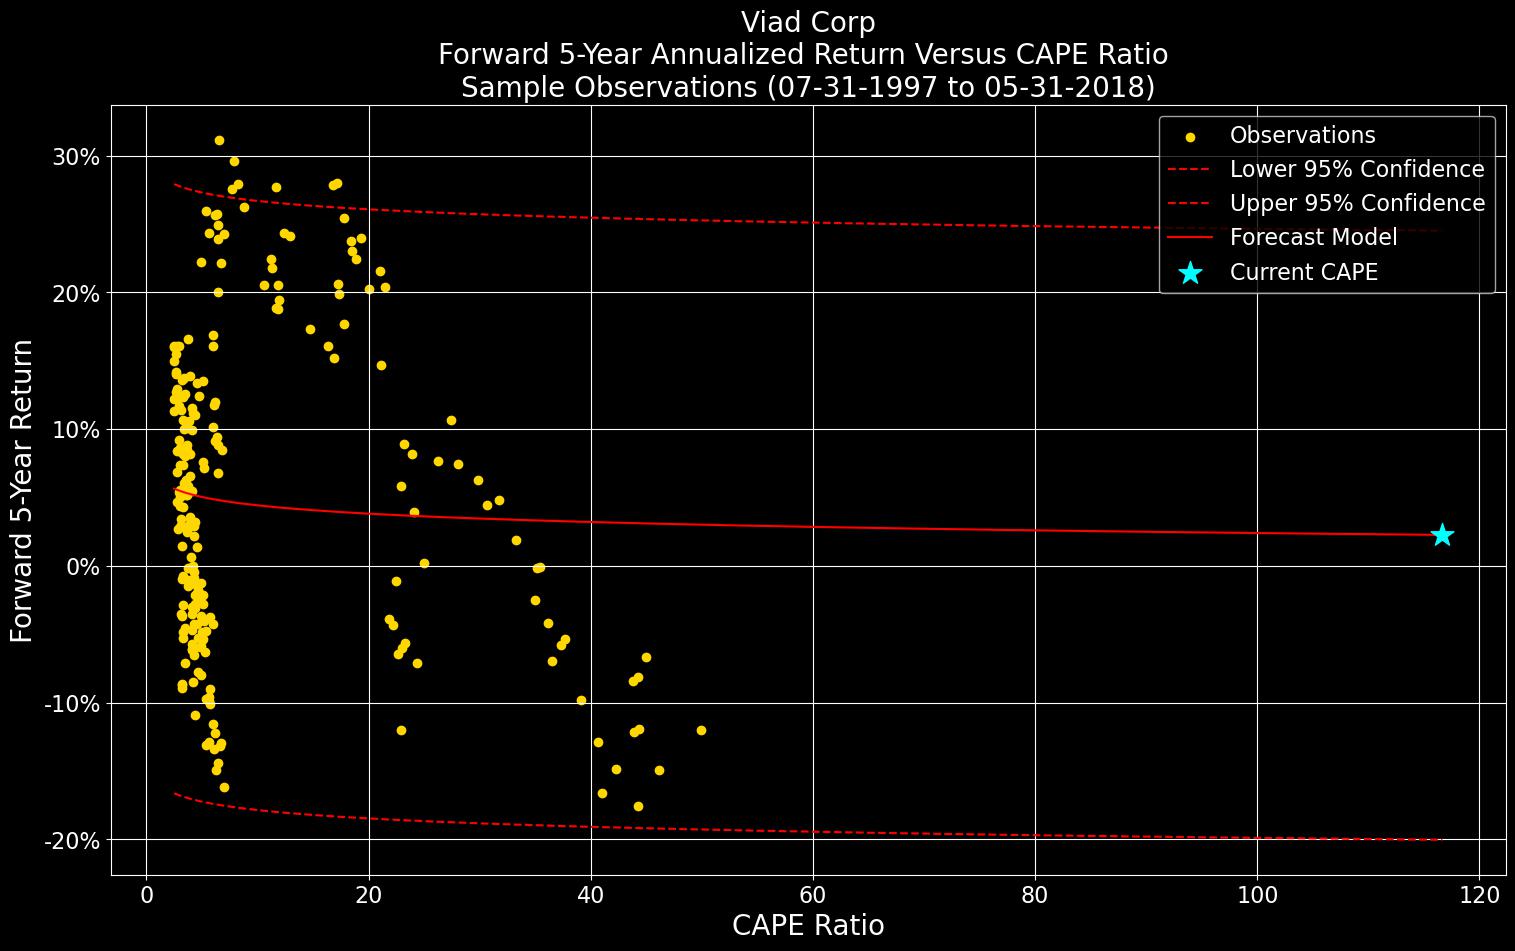 Viad Corp
Forward 5-Year Annualized Return Versus CAPE Ratio
Sample Observations (07-31-1997 to 05-31-2018)
Observations
Lower 95% Confidence
Upper 95% Confidence
Forecast Model
Current CAPE
Forward 5-Year Return
30%
20%
10%
0%
-10%
-20%
0 20 40 60 80 100 120
CAPE Ratio